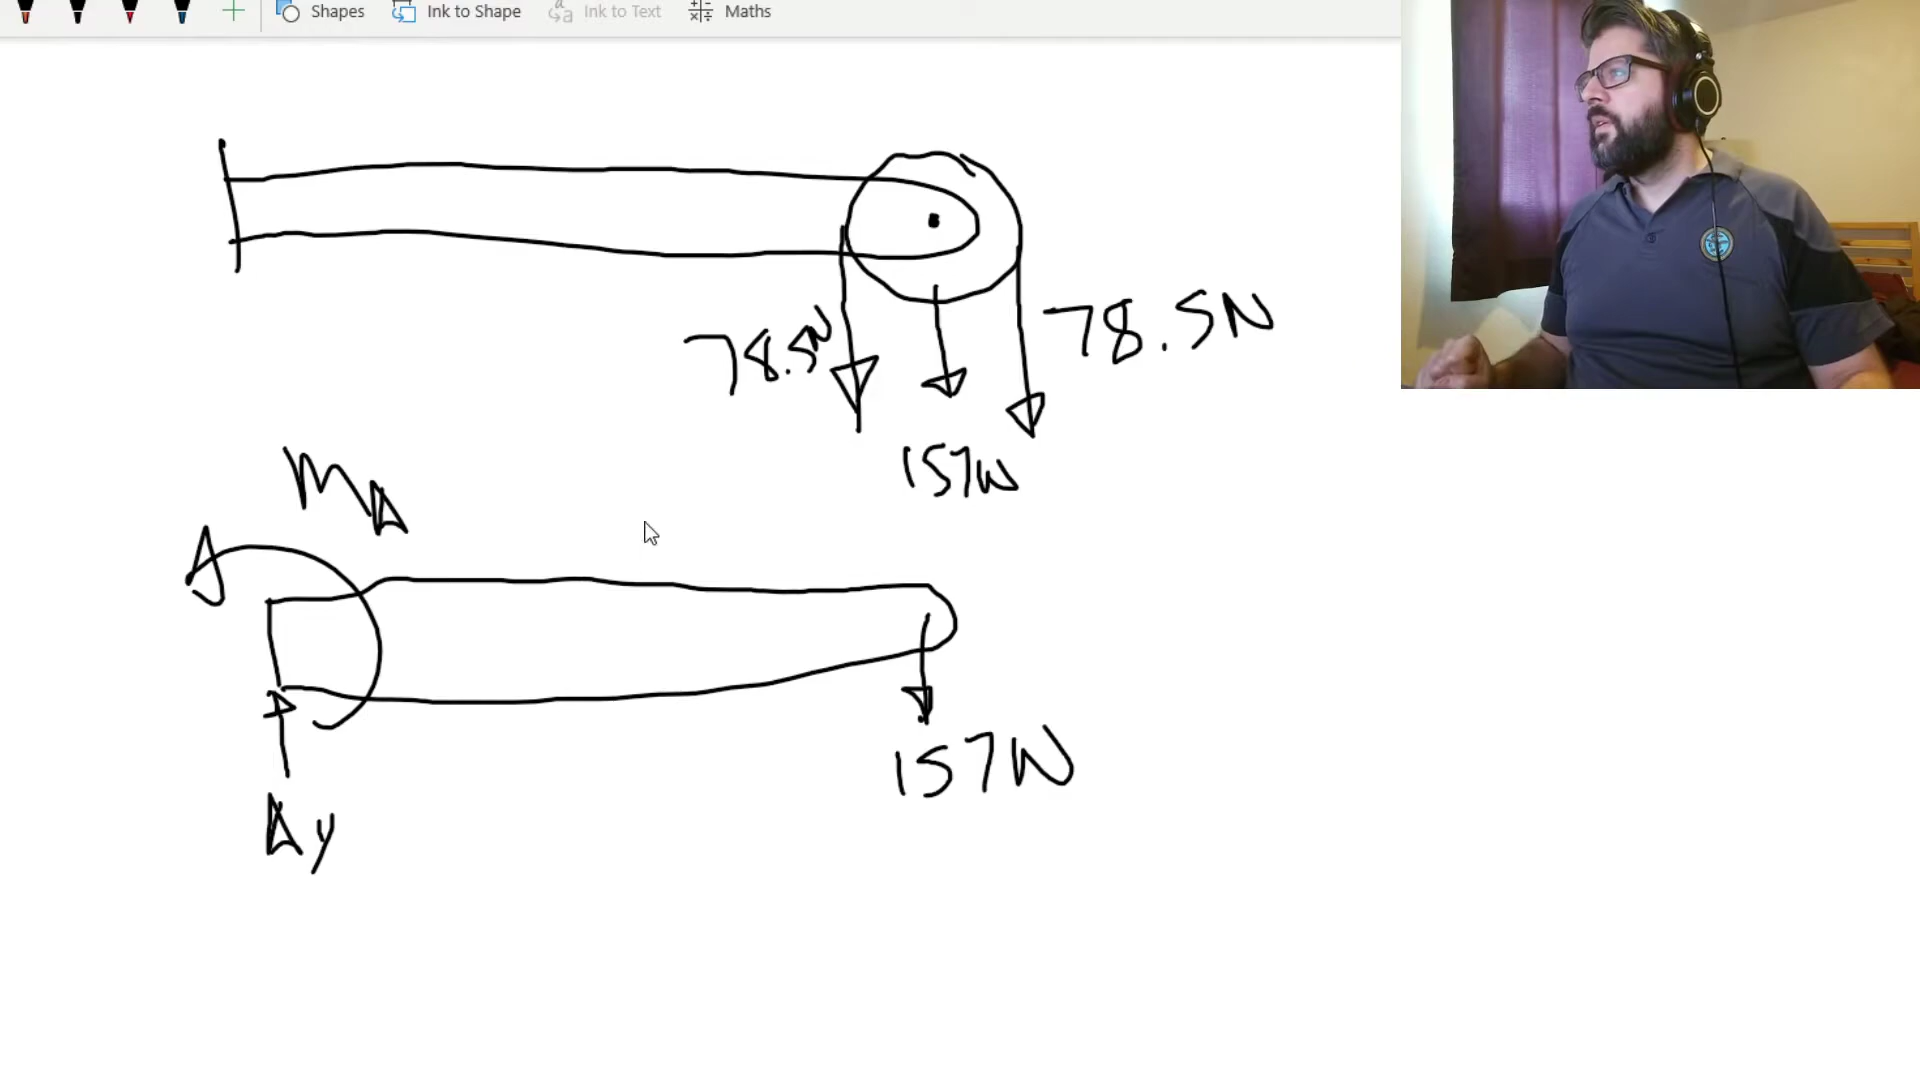 Shapes
Ink to Shape
Ink to Text
Maths
78.5N
78.5N
157N
MA
157N
Ay